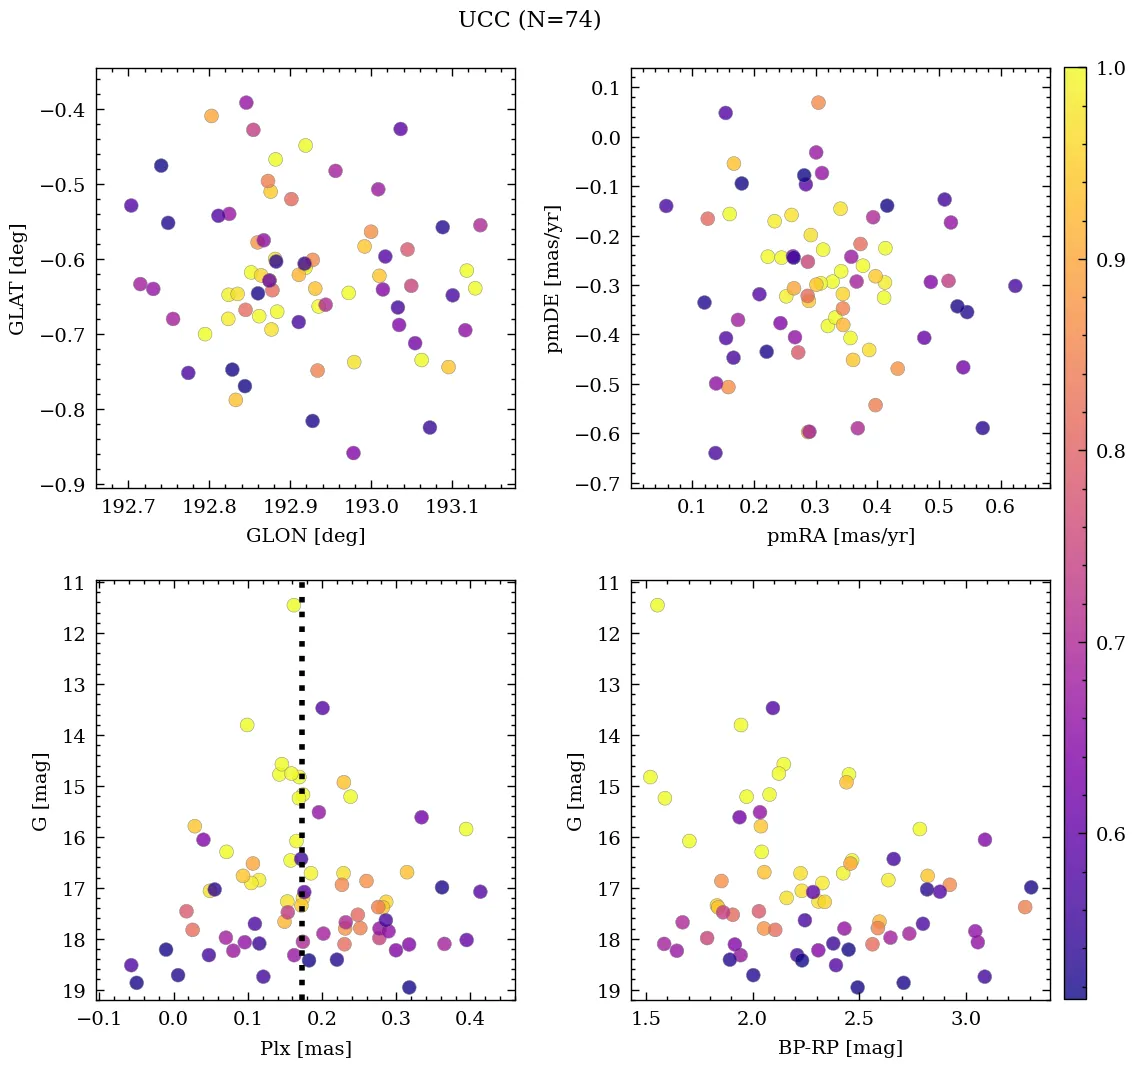 UCC (N=74)
−0.4
−0.5
−0.6
−0.7
−0.8
−0.9
GLAT [deg]
192.7 192.8 192.9 193.0 193.1
GLON [deg]
0.1
0.0
−0.1
−0.2
−0.3
−0.4
−0.5
−0.6
−0.7
pmDE [mas/yr]
0.1 0.2 0.3 0.4 0.5 0.6
pmRA [mas/yr]
1.0
0.9
0.8
0.7
0.6
11
12
13
14
15
16
17
18
19
G [mag]
−0.1 0.0 0.1 0.2 0.3 0.4
Plx [mas]
11
12
13
14
15
16
17
18
19
G [mag]
1.5 2.0 2.5 3.0
BP-RP [mag]